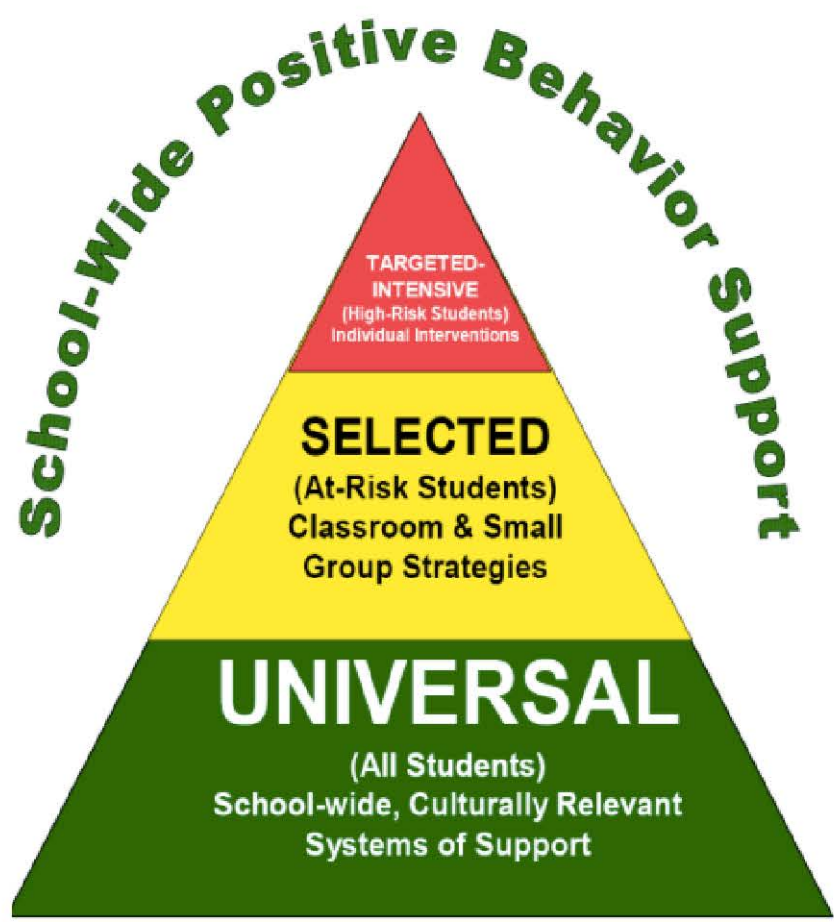 School-Wide Positive Behavior Support
TARGETED-
INTENSIVE
(High-Risk Students)
Individual Interventions
SELECTED
(At-Risk Students)
Classroom & Small
Group Strategies
UNIVERSAL
(All Students)
School-wide, Culturally Relevant
Systems of Support